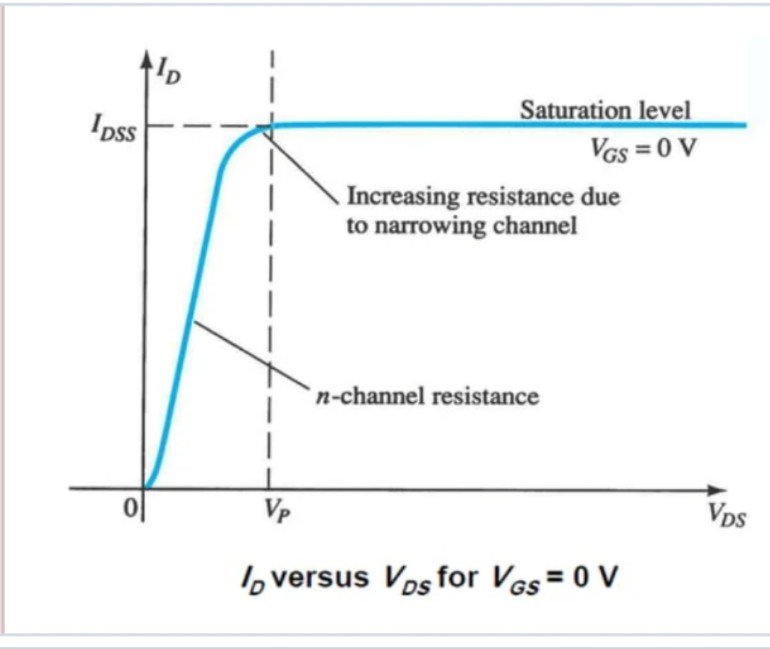 I_D
I_DSS
Saturation level
V_GS = 0 V
Increasing resistance due
to narrowing channel
n-channel resistance
0
V_P
V_DS
I_D versus V_DS for V_GS = 0 V